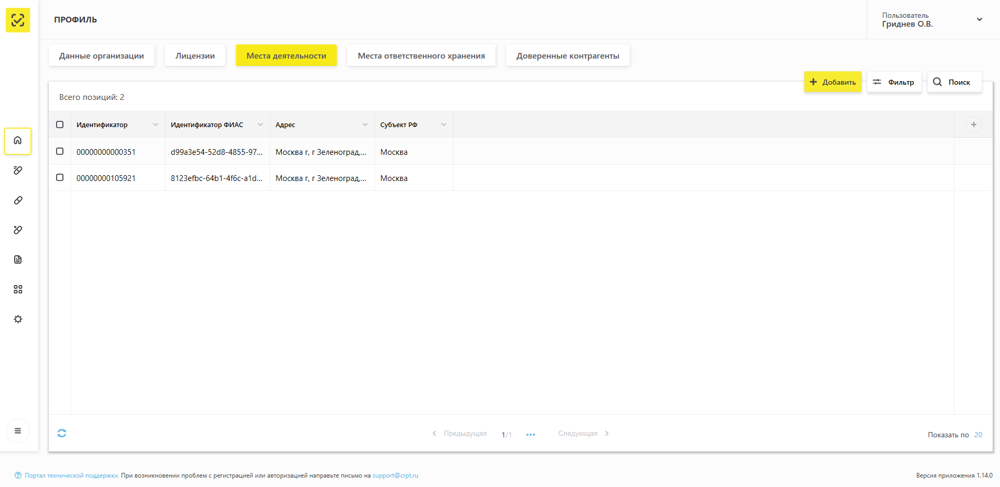 ПРОФИЛЬ
Пользователь
Гриднев О.В.
Данные организации
Лицензии
Места деятельности
Места ответственного хранения
Доверенные контрагенты
Добавить
Фильтр
Поиск
Всего позиций: 2
Идентификатор
Идентификатор ФИАС
Адрес
Субъект РФ
00000000000351
d99a3e54-52d8-4855-97...
Москва г, г Зеленоград,...
Москва
00000000105921
8123efbc-64b1-4f6c-a1d...
Москва г, г Зеленоград,...
Москва
Предыдущая
1/1
Следующая
Показать по 20
Портал технической поддержки. При возникновении проблем с регистрацией или авторизацией направьте письмо на support@crpt.ru
Версия приложения 1.14.0